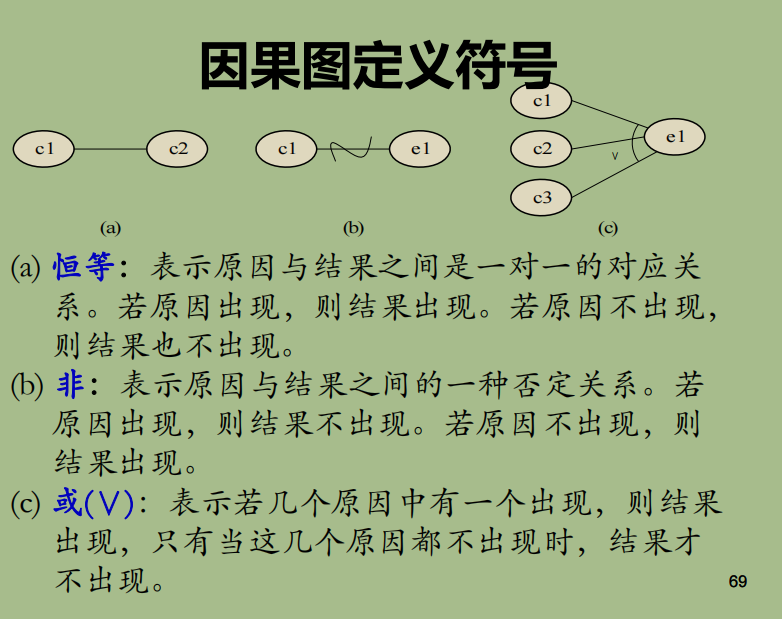 因果图定义符号
c1
c2
c1
e1
c1
c2
c3
e1
∨
(a)
(b)
(c)
(a) 恒等：表示原因与结果之间是一对一的对应关
系。若原因出现，则结果出现。若原因不出现，
则结果也不出现。
(b) 非：表示原因与结果之间的一种否定关系。若
原因出现，则结果不出现。若原因不出现，则
结果出现。
(c) 或(∨)：表示若几个原因中有一个出现，则结果
出现，只有当这几个原因都不出现时，结果才
不出现。
69